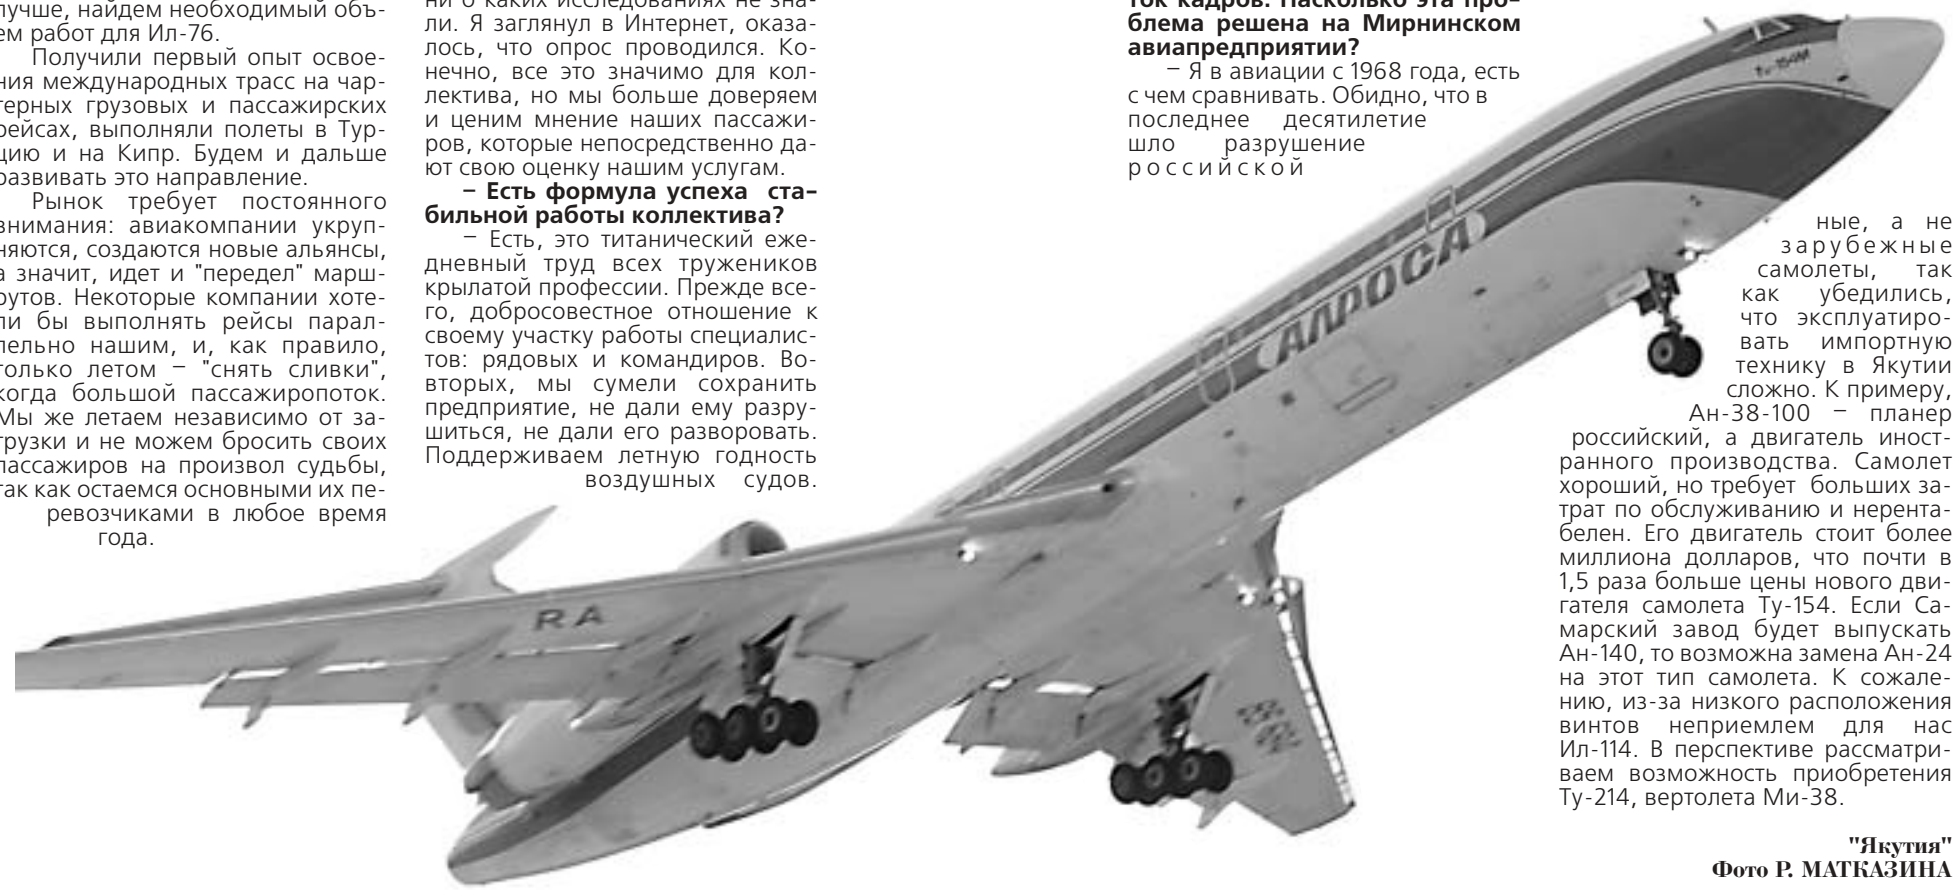 лучше, найдем необходимый объ-
ем работ для Ил-76.
Получили первый опыт освое-
ния международных трасс на чар-
терных грузовых и пассажирских
рейсах, выполняли полеты в Тур-
цию и на Кипр. Будем и дальше
развивать это направление.
Рынок требует постоянного
внимания: авиакомпании укруп-
няются, создаются новые альянсы,
а значит, идет и "передел" марш-
рутов. Некоторые компании хоте-
ли бы выполнять рейсы парал-
лельно нашим, и, как правило,
только летом – "снять сливки",
когда большой пассажиропоток.
Мы же летаем независимо от за-
грузки и не можем бросить своих
пассажиров на произвол судьбы,
так как остаемся основными их пе-
ревозчиками в любое время
года.
ни о каких исследованиях не зна-
ли. Я заглянул в Интернет, оказа-
лось, что опрос проводился. Ко-
нечно, все это значимо для кол-
лектива, но мы больше доверяем
и ценим мнение наших пассажи-
ров, которые непосредственно да-
ют свою оценку нашим услугам.
– Есть формула успеха ста-
бильной работы коллектива?
– Есть, это титанический еже-
дневный труд всех тружеников
крылатой профессии. Прежде все-
го, добросовестное отношение к
своему участку работы специалис-
тов: рядовых и командиров. Во-
вторых, мы сумели сохранить
предприятие, не дали ему разру-
шиться, не дали его разворовать.
Поддерживаем летную годность
воздушных судов.
ток кадров. Насколько эта про-
блема решена на Мирнинском
авиапредприятии?
– Я в авиации с 1968 года, есть
с чем сравнивать. Обидно, что в
последнее десятилетие
шло разрушение
российской
ные, а не
зарубежные
самолеты, так
как убедились,
что эксплуатиро-
вать импортную
технику в Якутии
сложно. К примеру,
Ан-38-100 – планер
российский, а двигатель иност-
ранного производства. Самолет
хороший, но требует больших за-
трат по обслуживанию и нерента-
белен. Его двигатель стоит более
миллиона долларов, что почти в
1,5 раза больше цены нового дви-
гателя самолета Ту-154. Если Са-
марский завод будет выпускать
Ан-140, то возможна замена Ан-24
на этот тип самолета. К сожале-
нию, из-за низкого расположения
винтов неприемлем для нас
Ил-114. В перспективе рассматри-
ваем возможность приобретения
Ту-214, вертолета Ми-38.
"Якутия"
Фото Р. МАТКАЗИНА
Ту-154М
АЛРОСА
RA